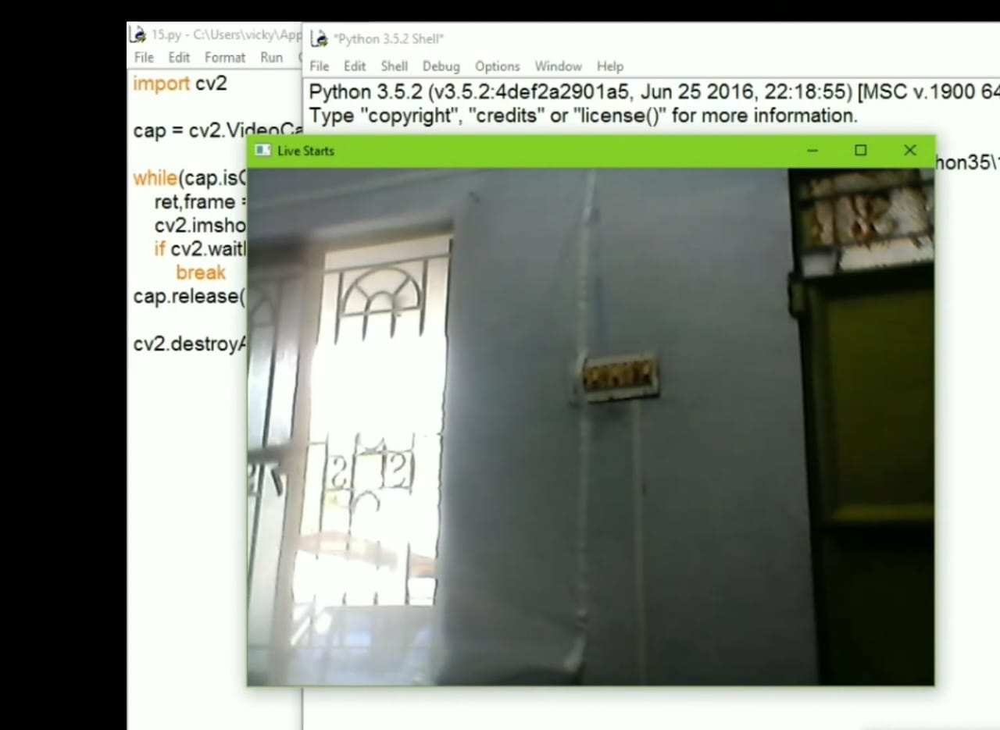 15.py - C:\Users\vicky\App
File Edit Format Run
import cv2
cap = cv2.VideoCa
while(cap.isO
ret,frame =
cv2.imsho
if cv2.wait
break
cap.release(
cv2.destroyA
*Python 3.5.2 Shell*
File Edit Shell Debug Options Window Help
Python 3.5.2 (v3.5.2:4def2a2901a5, Jun 25 2016, 22:18:55) [MSC v.1900 64
Type "copyright", "credits" or "license()" for more information.
hon35\
Live Starts